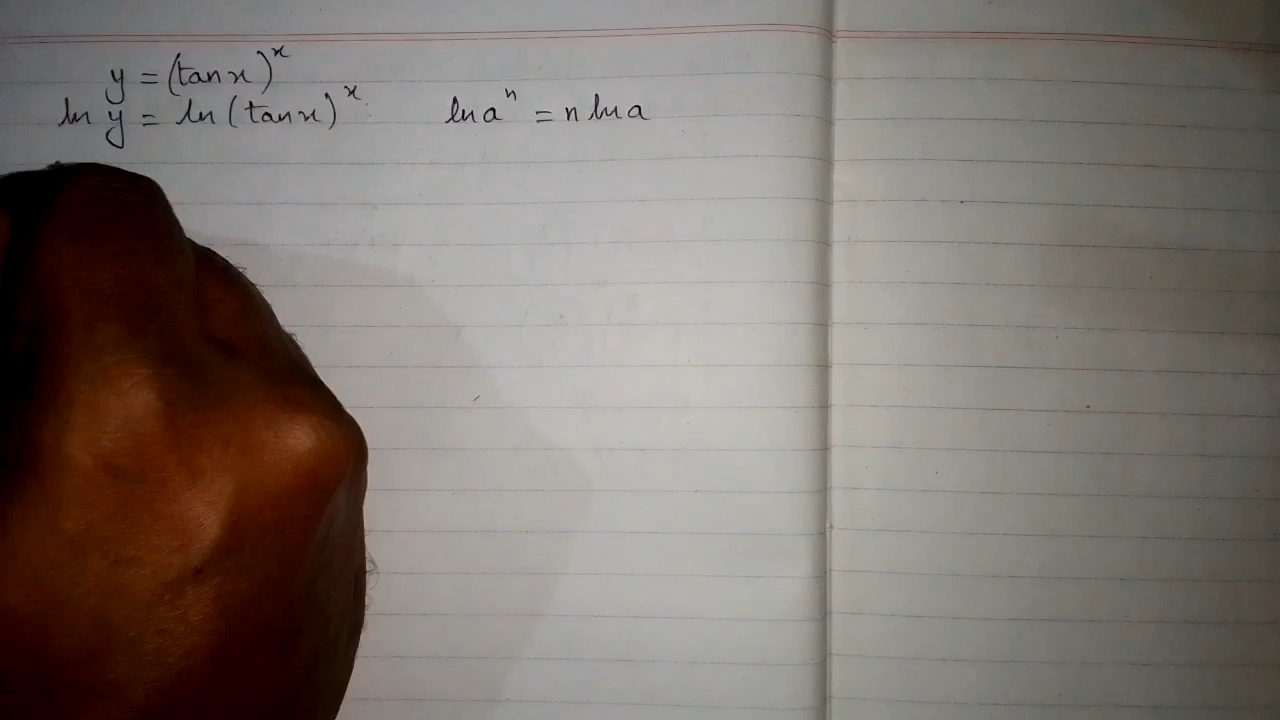 y = (tan x)^x
ln y = ln (tan x)^x ln a^n = n ln a